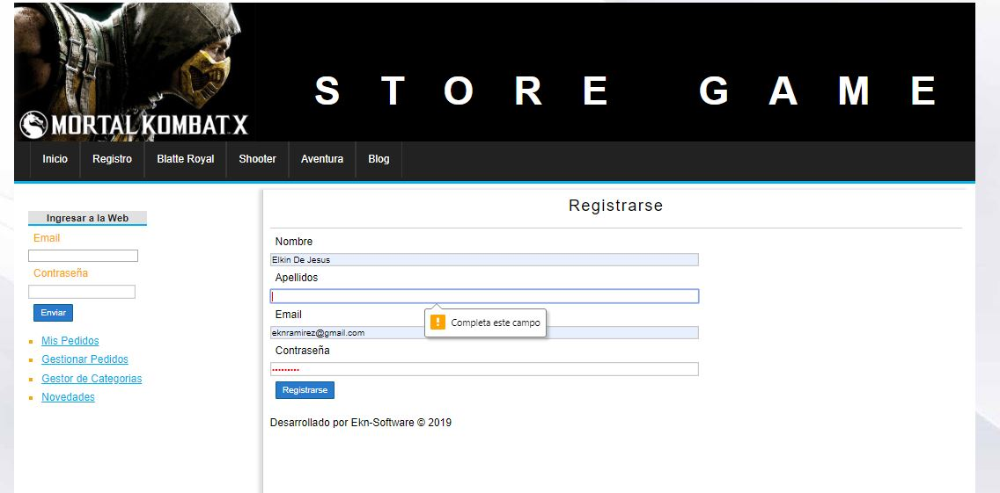 MORTAL KOMBAT X
STORE GAME
Inicio Registro Blatte Royal Shooter Aventura Blog
Ingresar a la Web
Email
Contraseña
Enviar
Mis Pedidos
Gestionar Pedidos
Gestor de Categorias
Novedades
Registrarse
Nombre
Elkin De Jesus
Apellidos
Completa este campo
Email
eknramirez@gmail.com
Contraseña
•••••••••
Registrarse
Desarrollado por Ekn-Software © 2019